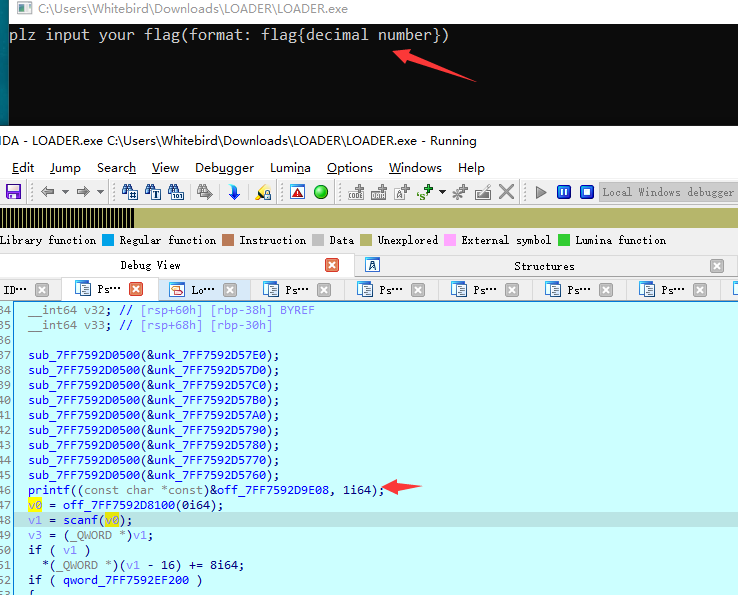 C:\Users\Whitebird\Downloads\LOADER\LOADER.exe
plz input your flag(format: flag{decimal number})
IDA - LOADER.exe C:\Users\Whitebird\Downloads\LOADER\LOADER.exe - Running
Edit Jump Search View Debugger Lumina Options Windows Help
Local Windows debugger
Library function Regular function Instruction Data Unexplored External symbol Lumina function
Debug View Structures
ID… Ps… Lo… Ps… Ps… Ps… Ps… Ps…
34 __int64 v32; // [rsp+60h] [rbp-38h] BYREF
35 __int64 v33; // [rsp+68h] [rbp-30h]
36
37 sub_7FF7592D0500(&unk_7FF7592D57E0);
38 sub_7FF7592D0500(&unk_7FF7592D57D0);
39 sub_7FF7592D0500(&unk_7FF7592D57C0);
40 sub_7FF7592D0500(&unk_7FF7592D57B0);
41 sub_7FF7592D0500(&unk_7FF7592D57A0);
42 sub_7FF7592D0500(&unk_7FF7592D5790);
43 sub_7FF7592D0500(&unk_7FF7592D5780);
44 sub_7FF7592D0500(&unk_7FF7592D5770);
45 sub_7FF7592D0500(&unk_7FF7592D5760);
46 printf((const char *const)&off_7FF7592D9E08, 1i64);
47 v0 = off_7FF7592D8100(0i64);
48 v1 = scanf(v0);
49 v3 = (_QWORD *)v1;
50 if ( v1 )
51 *(_QWORD *)(v1 - 16) += 8i64;
52 if ( qword_7FF7592EF200 )
{